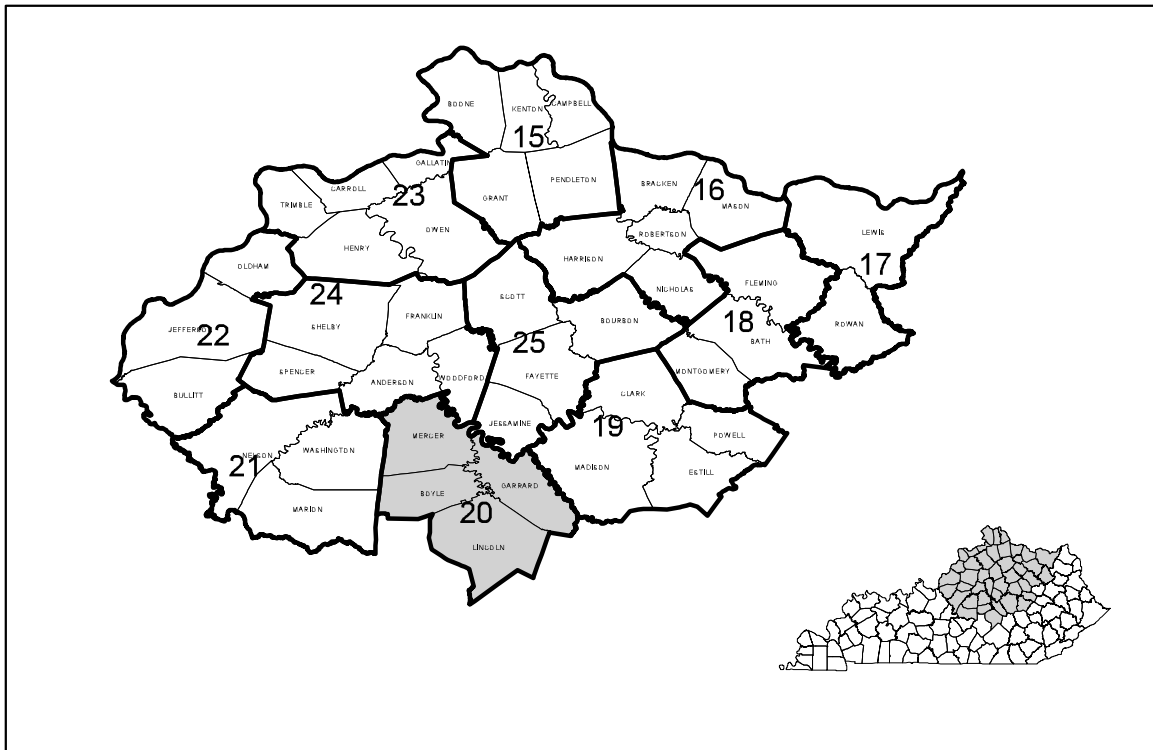 BOONE
KENTON
CAMPBELL
15
GALLATIN
CARROLL
23
TRIMBLE
GRANT
PENDLETON
BRACKEN
16
MASON
OWEN
HENRY
ROBERTSON
LEWIS
17
HARRISON
OLDHAM
24
SCOTT
NICHOLAS
FLEMING
18
JEFFERSON
22
SHELBY
FRANKLIN
BOURBON
25
BATH
ROWAN
SPENCER
ANDERSON
WOODFORD
FAYETTE
MONTGOMERY
BULLITT
CLARK
JESSAMINE
19
MERCER
POWELL
WASHINGTON
NELSON
21
MADISON
ESTILL
GARRARD
BOYLE
MARION
20
LINCOLN